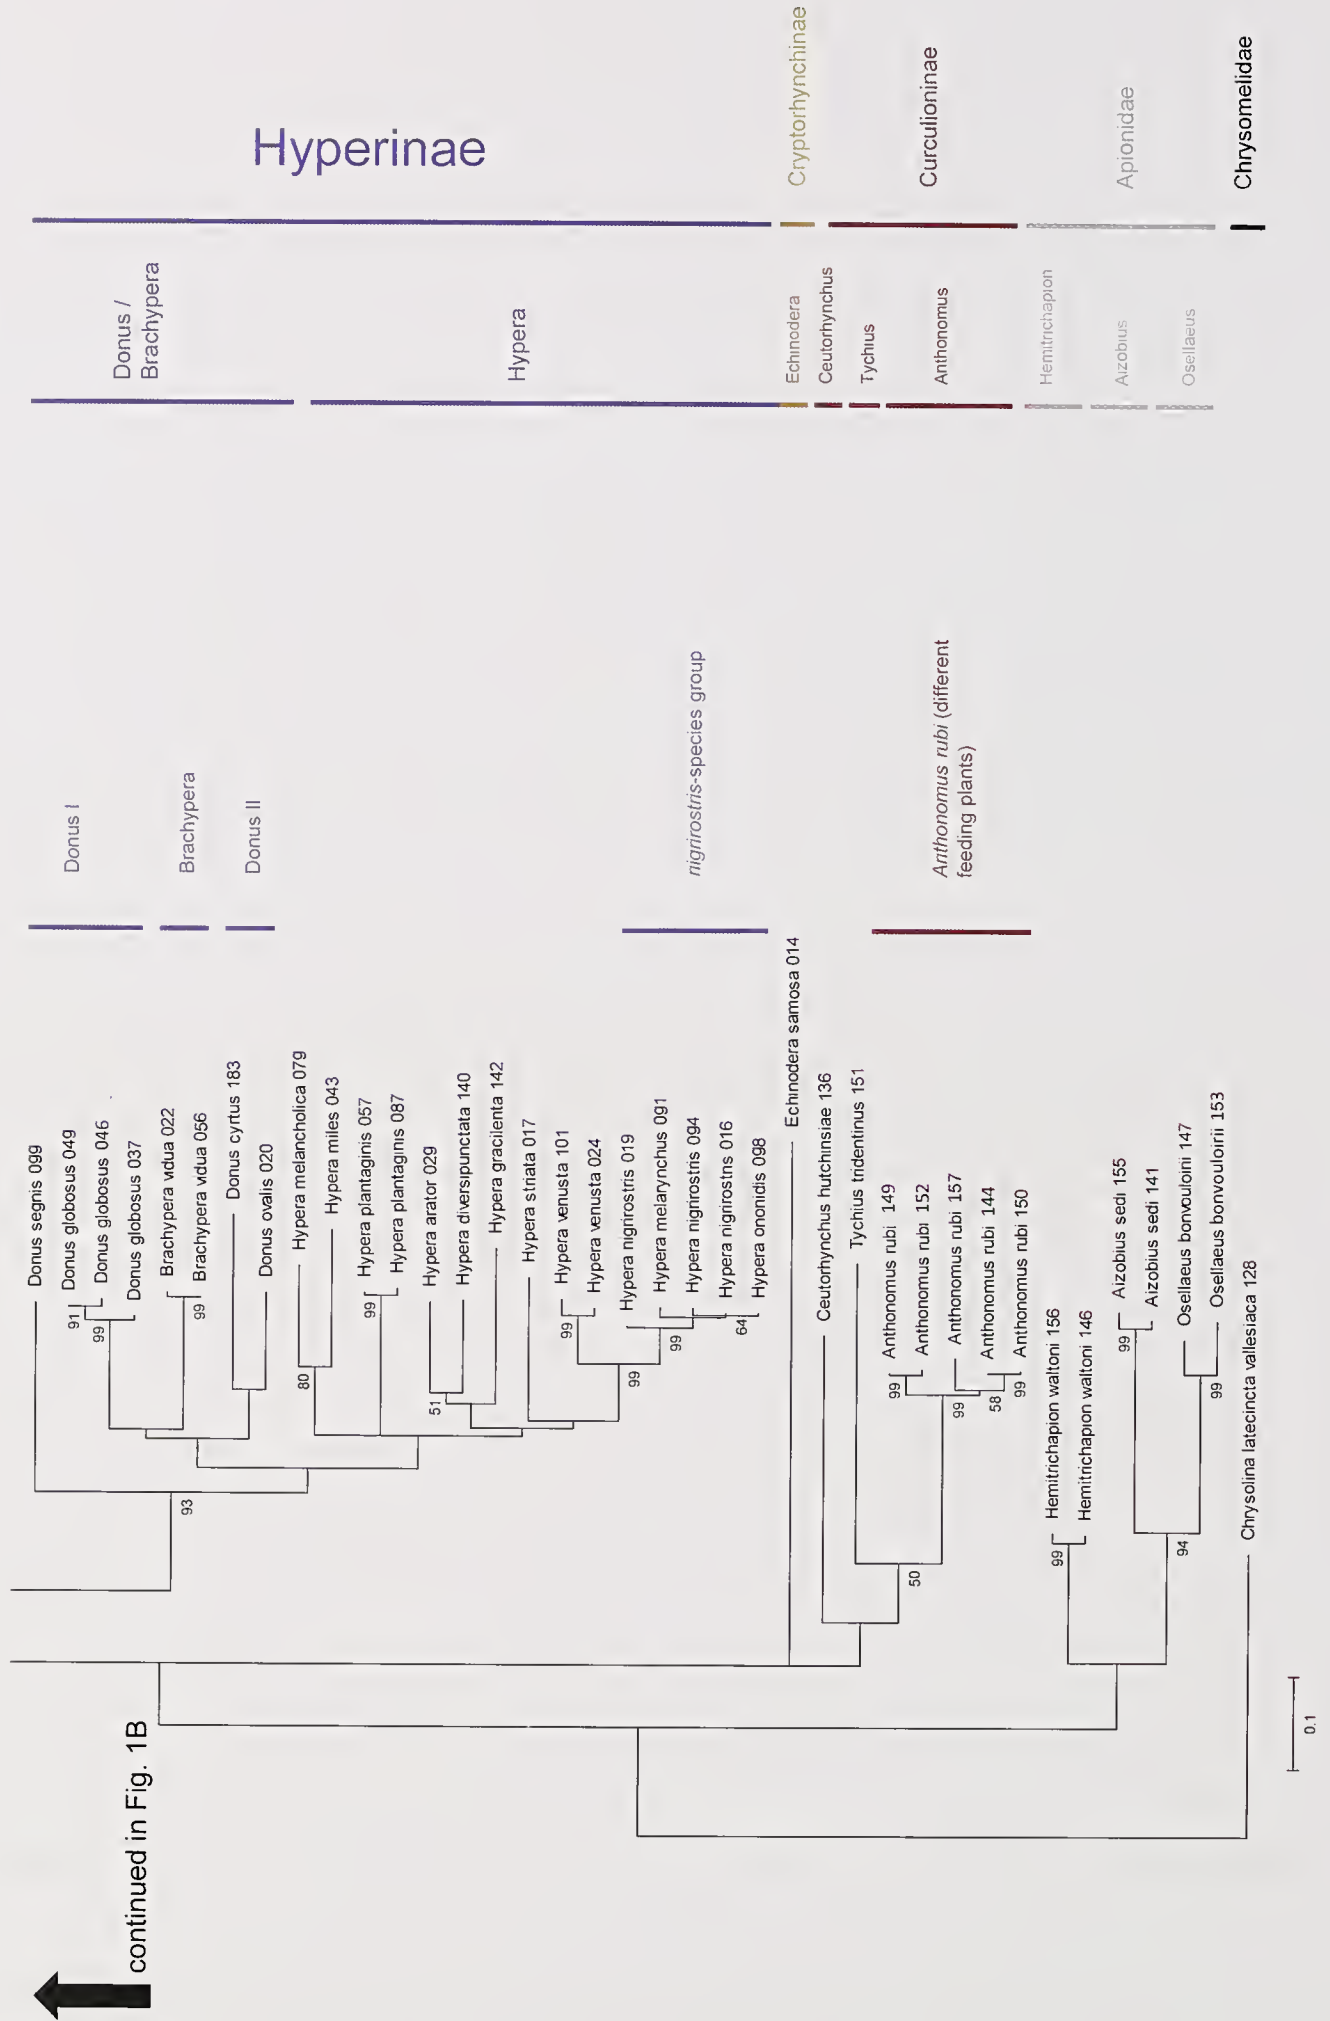 Donus segnis 099
Donus globosus 049
Donus globosus 046
Donus globosus 037
Brachypera vidua 022
Brachypera vidua 056
Donus cyrtus 183
Donus ovalis 020
Hypera melancholica 079
Hypera miles 043
Hypera plantaginis 057
Hypera plantaginis 087
Hypera arator 029
Hypera diversipunctata 140
Hypera gracilenta 142
Hypera striata 017
Hypera venusta 101
Hypera venusta 024
Hypera nigrirostris 019
Hypera melarynchus 091
Hypera nigrirostris 094
Hypera nigrirostns 016
Hypera ononidis 098
Echinodera samosa 014
Ceutorhynch hutchinsiae 136
Tychius tridentinus 151
Anthonomus rubi 149
Anthonomus rubi 152
Anthonomus rubi 157
Anthonomus rubi 144
Anthonomus rubi 150
Hemitrichapion waltoni 156
Hemitrichapion waltoni 146
Aizobius sedi 155
Aizobius sedi 141
Osellaeus bonvouloinii 147
Osellaeus bonvouloirii 153
Chrysolina latecincta vallesiaca 128
91
99
99
93
80
99
51
99
99
99
64
99
99
58
99
50
99
99
94
99
0.1
continued in Fig. 1B
Donus I
Brachypera
Donus II
nigrirostris-species group
Anthonomus rubi (different
feeding plants)
Donus /
Brachypera
Hypera
Echinodera
Ceutorhynchus
Tychius
Anthonomus
Hemitrichapion
Aizobius
Osellaeus
Hyperinae
Cryptorhynchinae
Curculioninae
Apionidae
Chrysomelidae